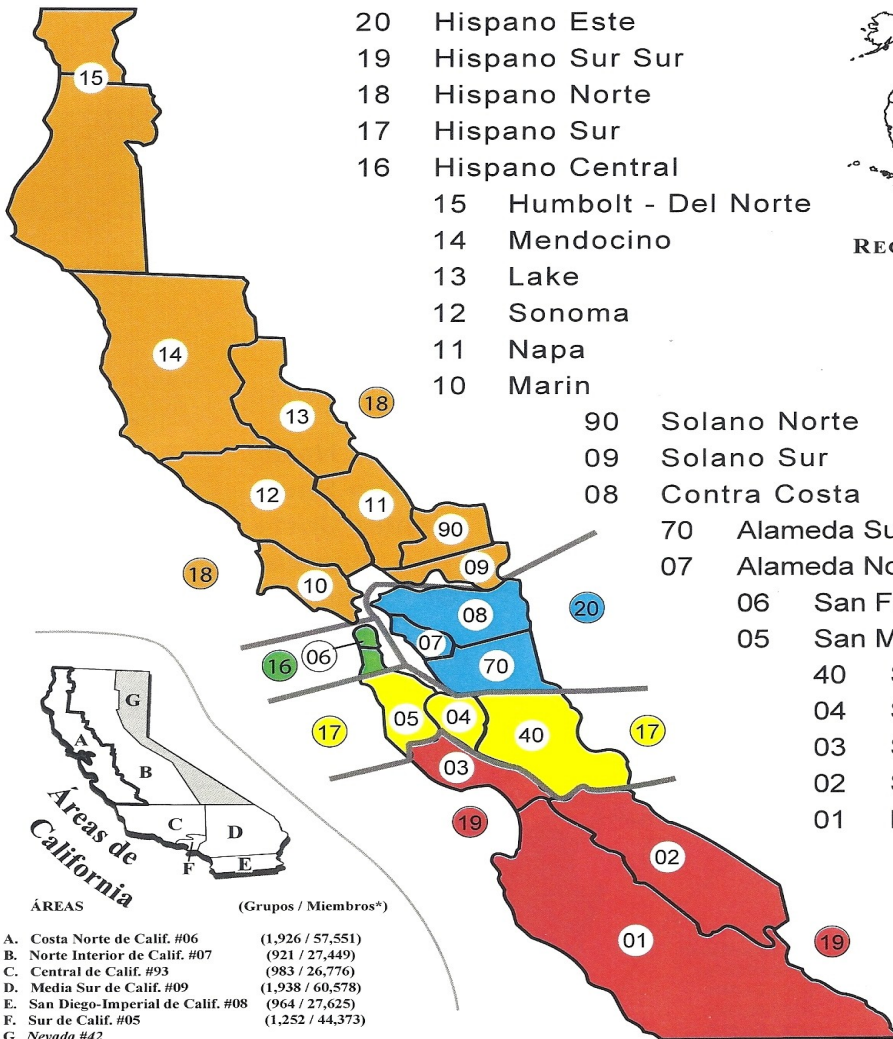 20 Hispano Este
19 Hispano Sur Sur
18 Hispano Norte
17 Hispano Sur
16 Hispano Central
15 Humbolt - Del Norte
14 Mendocino
13 Lake
12 Sonoma
11 Napa
10 Marin
90 Solano Norte
09 Solano Sur
08 Contra Costa
70 Alameda Su
07 Alameda No
06 San F
05 San M
40 S
04 S
03 S
02 S
01
15
14
13
18
12
11
90
09
18
10
08
20
07
16
06
70
05
04
17
40
17
03
19
02
01
19
G
A
B
C
D
F
E
Áreas de
California
ÁREAS (Grupos / Miembros*)
A. Costa Norte de Calif. #06 (1,926 / 57,551)
B. Norte Interior de Calif. #07 (921 / 27,449)
C. Central de Calif. #93 (983 / 26,776)
D. Media Sur de Calif. #09 (1,938 / 60,578)
E. San Diego-Imperial de Calif. #08 (964 / 27,625)
F. Sur de Calif. #05 (1,252 / 44,373)
G. Nevada #42